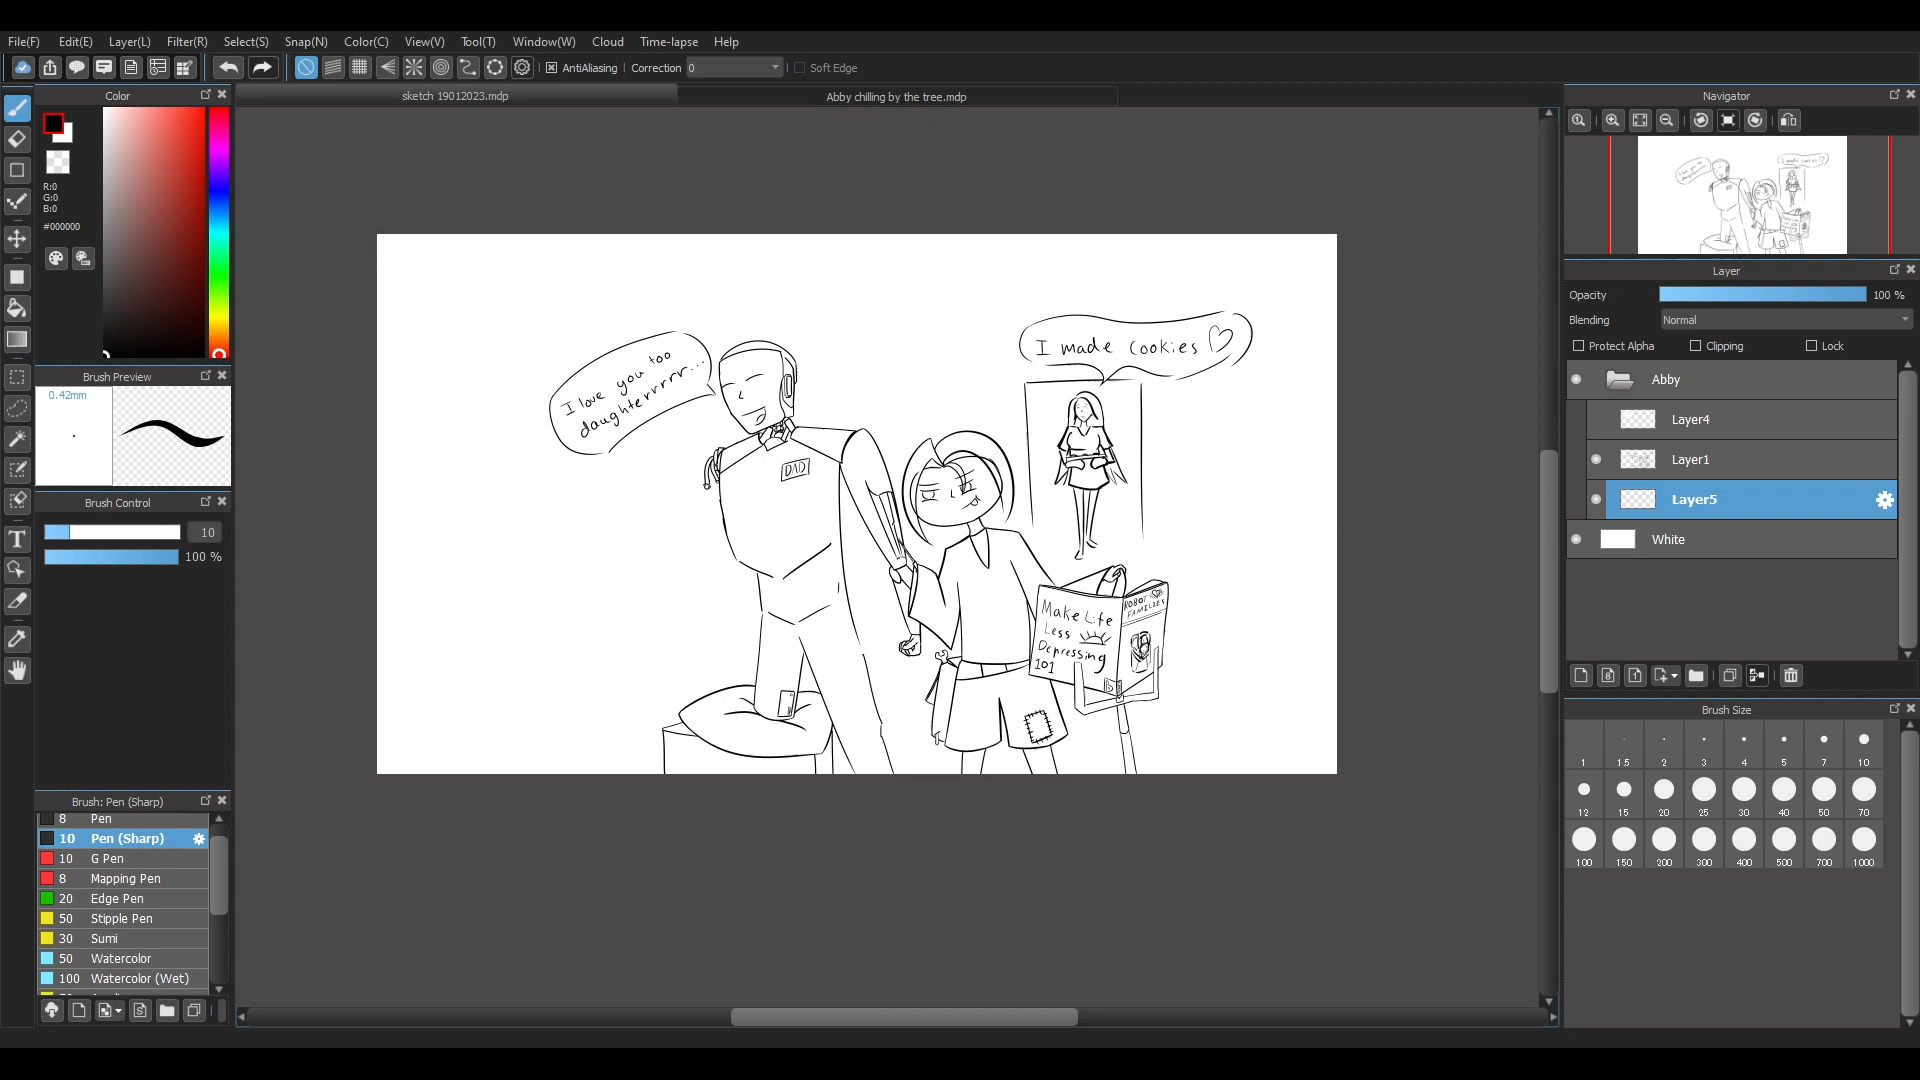 File(F) Edit(E) Layer(L) Filter(R) Select(S) Snap(N) Color(C) View(V) Tool(T) Window(W) Cloud Time-lapse Help
AntiAliasing Correction 0 Soft Edge
Color
R:0
G:0
B:0
#000000
Brush Preview
0.42mm
Brush Control
10
100 %
Brush: Pen (Sharp)
8 Pen
10 Pen (Sharp)
10 G Pen
8 Mapping Pen
20 Edge Pen
50 Stipple Pen
30 Sumi
50 Watercolor
100 Watercolor (Wet)
sketch 19012023.mdp
Abby chilling by the tree.mdp
I love you too
daughterrrrrr...
I made cookies
DAD
Make Life
Less
Depressing
101
ROBOT
FAMILIES
Navigator
Layer
Opacity 100 %
Blending Normal
Protect Alpha Clipping Lock
Abby
Layer4
Layer1
Layer5
White
Brush Size
1 1.5 2 3 4 5 7 10
12 15 20 25 30 40 50 70
100 150 200 300 400 500 700 1000